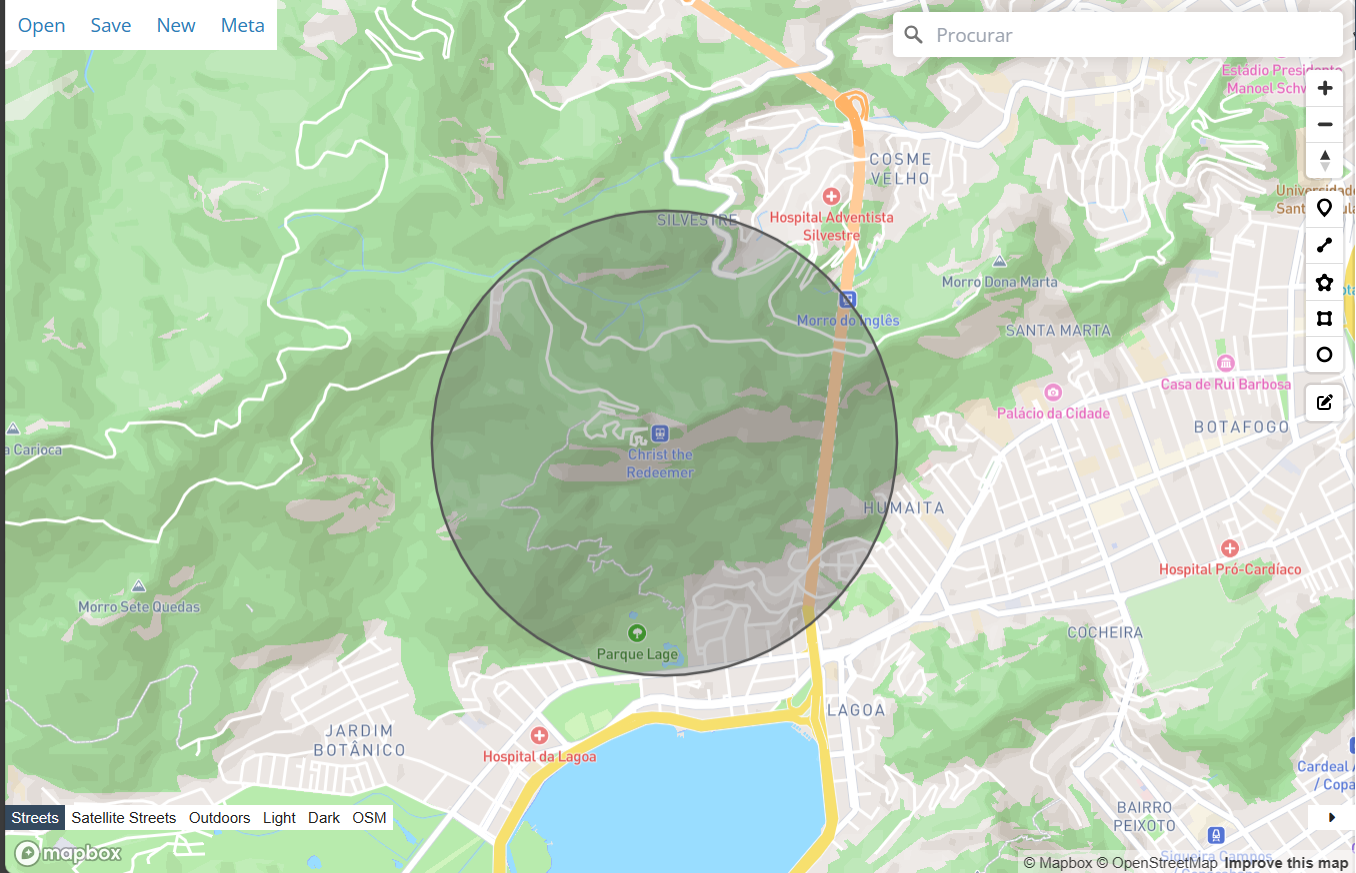 Open Save New Meta
Procurar
Estádio Presidente
Manoel Schw
COSME
VELHO
Universidade
Sant
SILVESTRE
Hospital Adventista
Silvestre
Morro Dona Marta
Morro do Inglês
SANTA MARTA
Casa de Rui Barbosa
Palácio da Cidade
BOTAFOGO
a Carioca
Christ the
Redeemer
HUMAITA
Hospital Pró-Cardíaco
Morro Sete Quedas
COCHEIRA
Parque Lage
LAGOA
JARDIM
BOTÂNICO
Hospital da Lagoa
Cardeal A
/ Copa
BAIRRO
PEIXOTO
Streets Satellite Streets Outdoors Light Dark OSM
mapbox
Siqueira Campos
© Mapbox © OpenStreetMap Improve this map